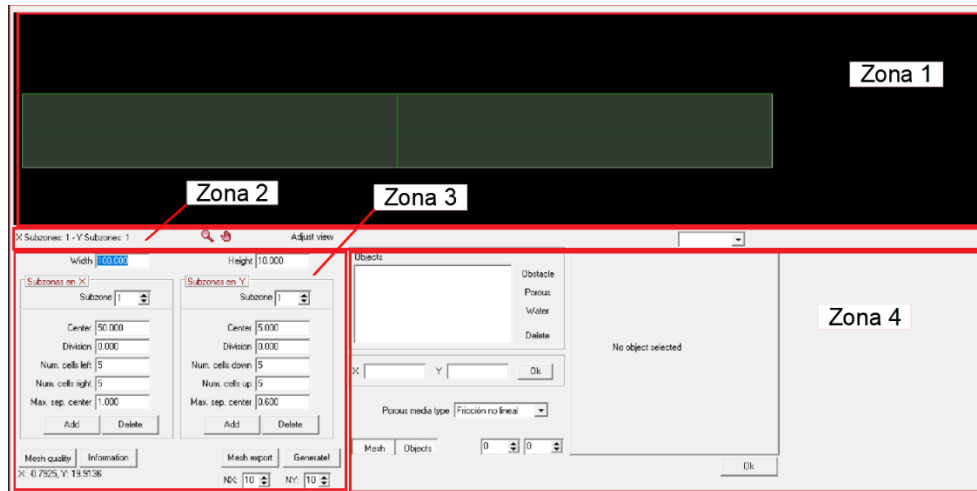 Zona 1
Zona 2
Zona 3
X Subzones: 1 - Y Subzones: 1
Adjust view
Width 100.000
Height 10.000
Objects
Subzonas en X
Subzonas en Y
Subzone 1
Subzone 1
Obstacle
Porous
Water
Delete
Zona 4
Center 50.000
Center 5.000
Division 0.000
Division 0.000
No object selected
Num. cells left 5
Num. cells down 5
X
Y
Ok
Num. cells right 5
Num. cells up 5
Max. sep. center 1.000
Max. sep. center 0.600
Porous media type Fricción no lineal
Add
Delete
Add
Delete
Mesh
Objects
0
0
Mesh quality
Information
Mesh export
Generate!
Ok
X: -0.7925, Y: 19.9136
NX: 10
NY: 10